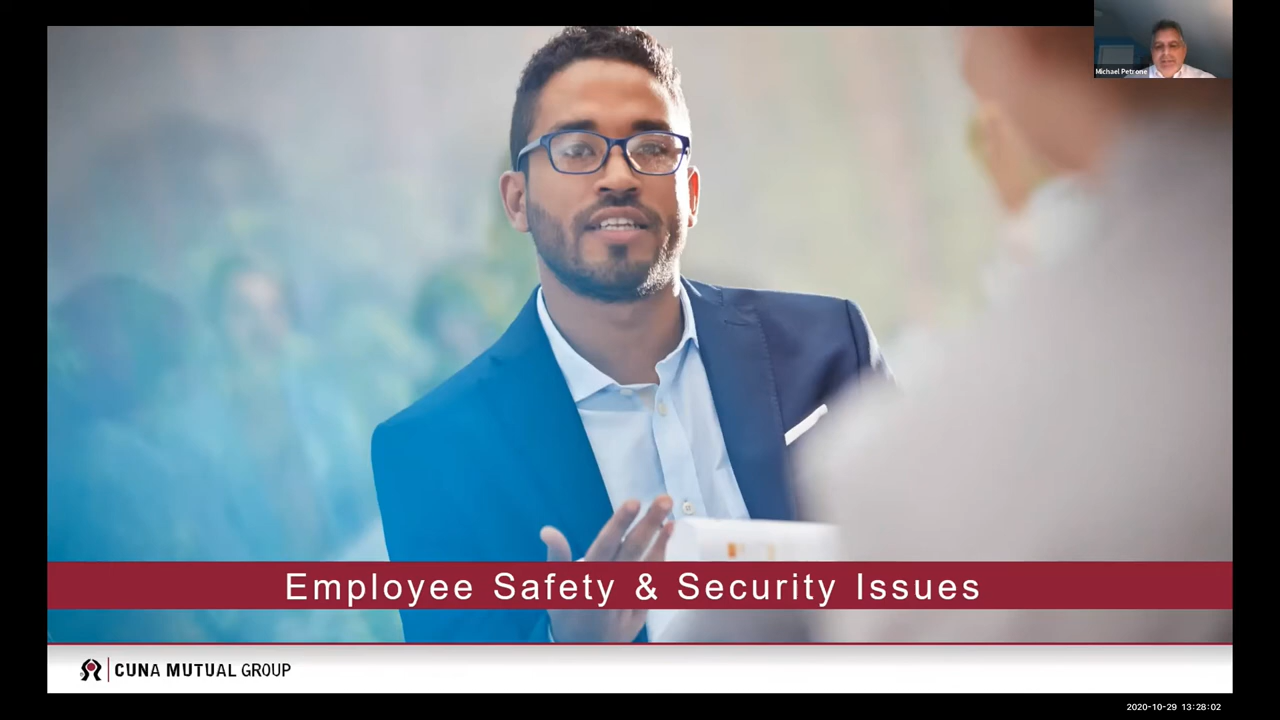 Michael Petrone
Employee Safety & Security Issues
CUNA MUTUAL GROUP
2020-10-29 13:28:02